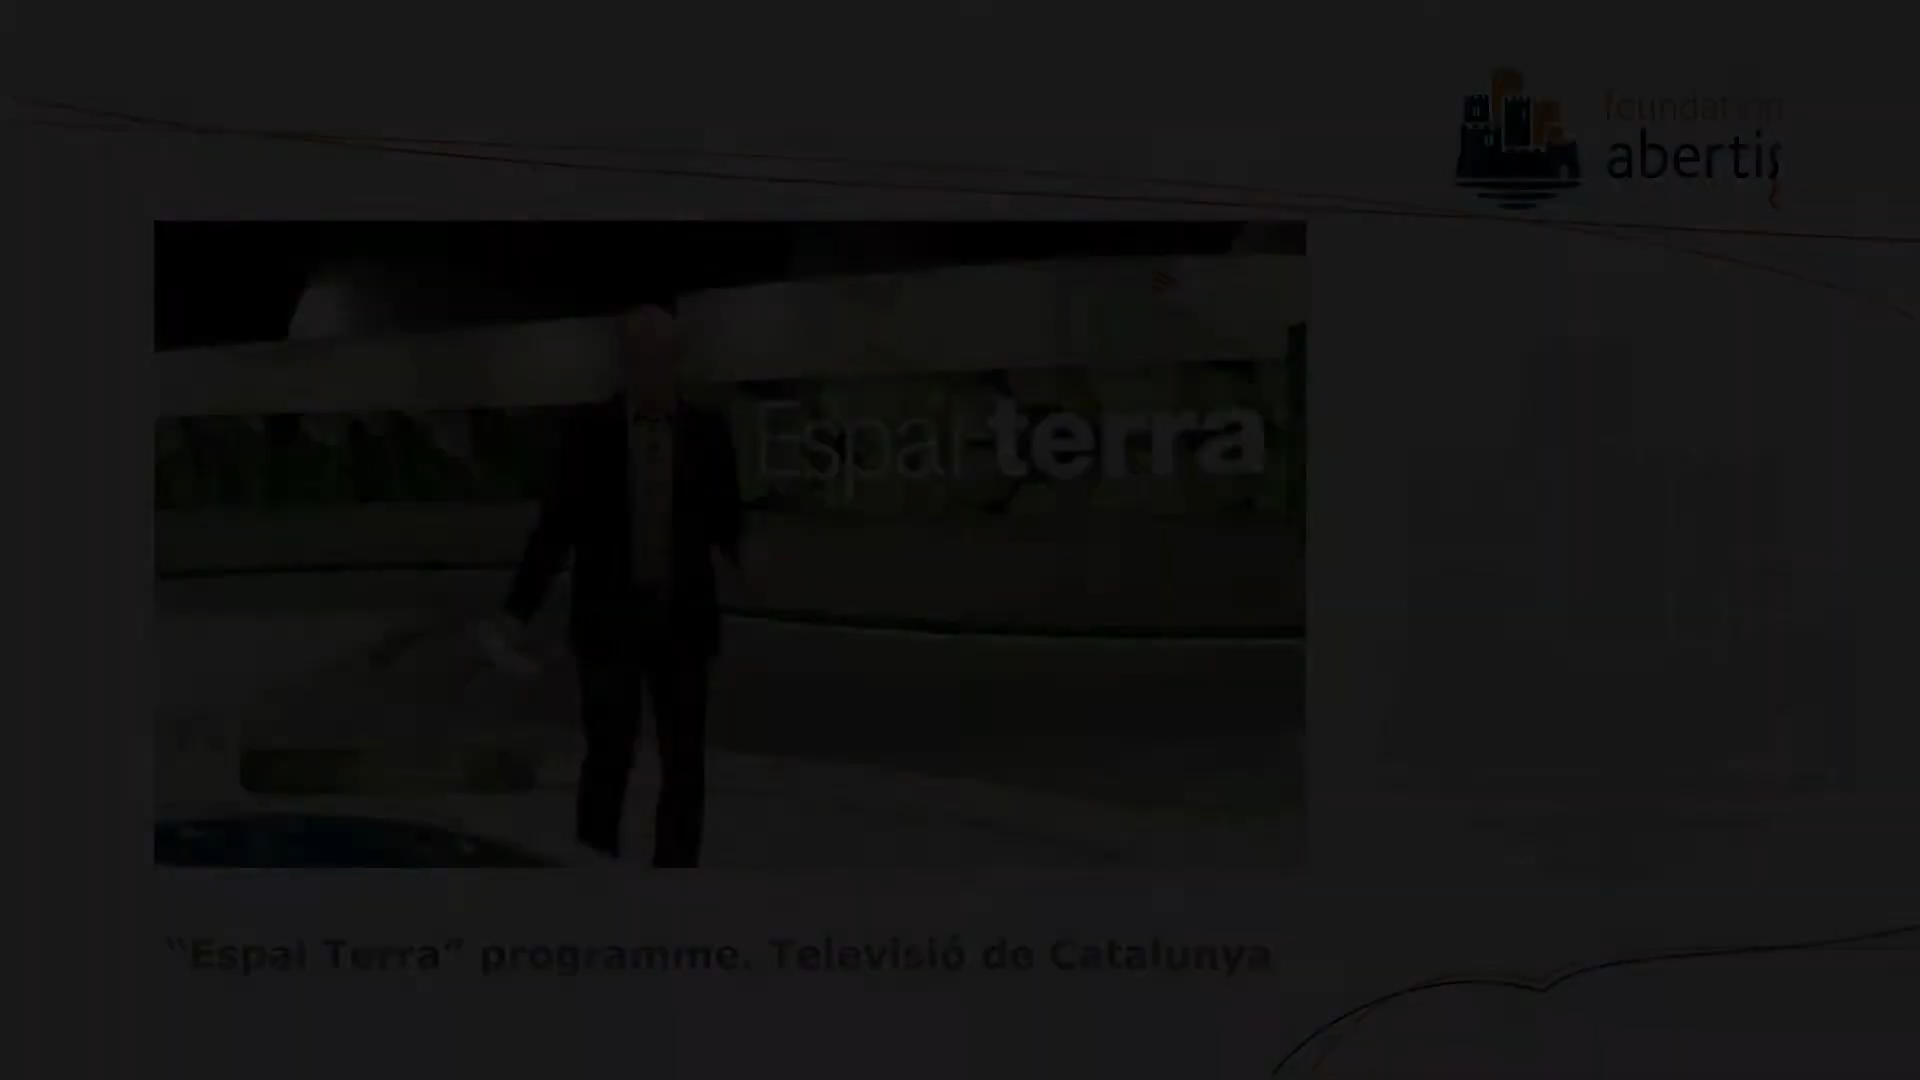 foundation
abertis
Espai terra
“Espai Terra” programme. Televisió de Catalunya